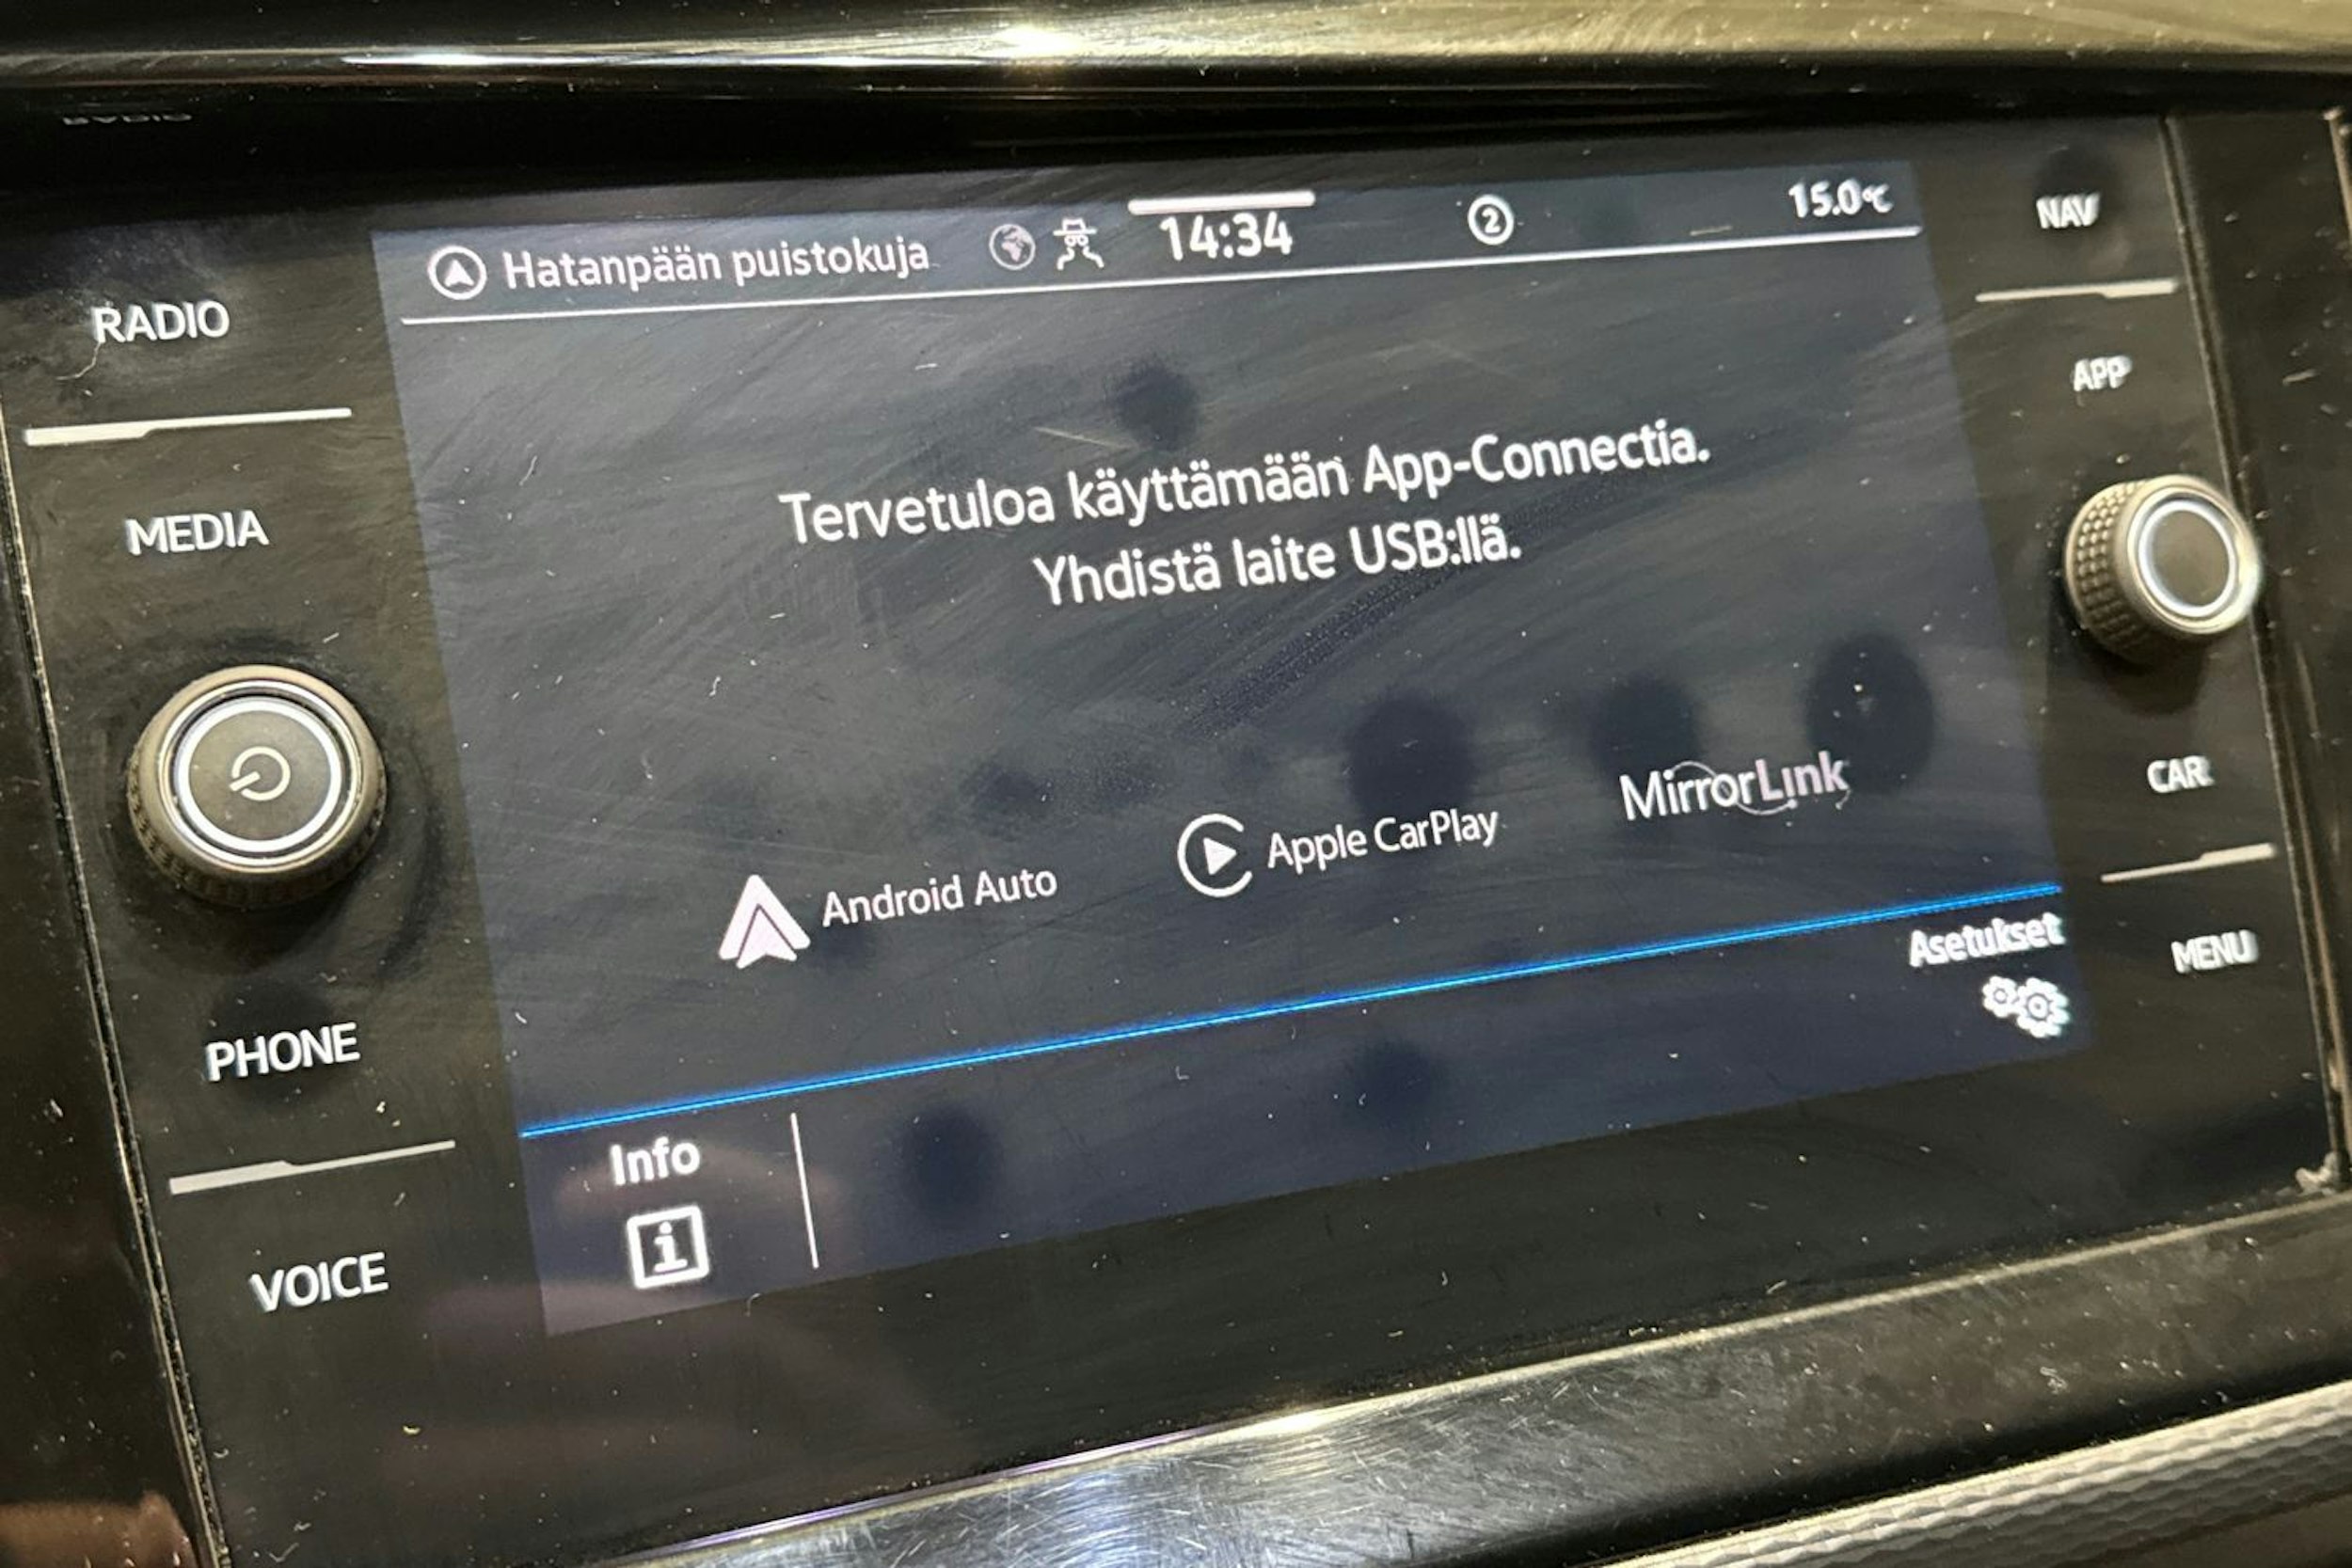 Hatanpään puistokuja 14:34 2 15.0°C
NAV
RADIO
APP
MEDIA
Tervetuloa käyttämään App-Connectia.
Yhdistä laite USB:llä.
Android Auto Apple CarPlay MirrorLink
CAR
Asetukset
MENU
PHONE
Info
VOICE